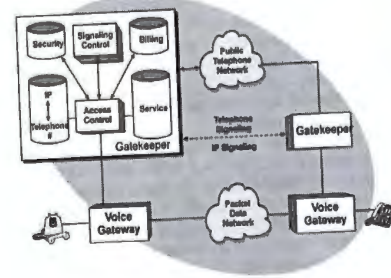 Security
Signaling
Control
Billing
Public
Telephone
Network
IP
Telephone
#
Access
Control
Service
Gatekeeper
Telephone
Signaling
IP Signaling
Gatekeeper
Voice
Gateway
Packet
Data
Network
Voice
Gateway